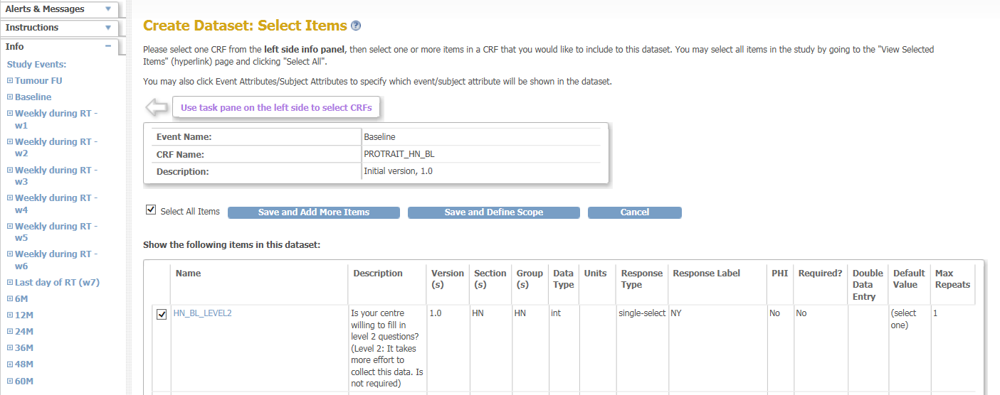 Alerts & Messages
Instructions
Info
Study Events:
Tumour FU
Baseline
Weekly during RT -
w1
Weekly during RT -
w2
Weekly during RT -
w3
Weekly during RT -
w4
Weekly during RT -
w5
Weekly during RT -
w6
Last day of RT (w7)
6M
12M
24M
36M
48M
60M
Create Dataset: Select Items ?
Please select one CRF from the left side info panel, then select one or more items in a CRF that you would like to include to this dataset. You may select all items in the study by going to the "View Selected
Items" (hyperlink) page and clicking "Select All".
You may also click Event Attributes/Subject Attributes to specify which event/subject attribute will be shown in the dataset.
Use task pane on the left side to select CRFs
Event Name: Baseline
CRF Name: PROTRAIT_HN_BL
Description: Initial version, 1.0
Select All Items Save and Add More Items Save and Define Scope Cancel
Show the following items in this dataset:
Name Description Version Section Group Data Units Response Response Label PHI Required? Double Default Max
(s) (s) (s) Type Type Data Value Repeats
Entry
HN_BL_LEVEL2 Is your centre 1.0 HN HN int single-select NY No No (select 1
willing to fill in one)
level 2 questions?
(Level 2: It takes
more effort to
collect this data. Is
not required)